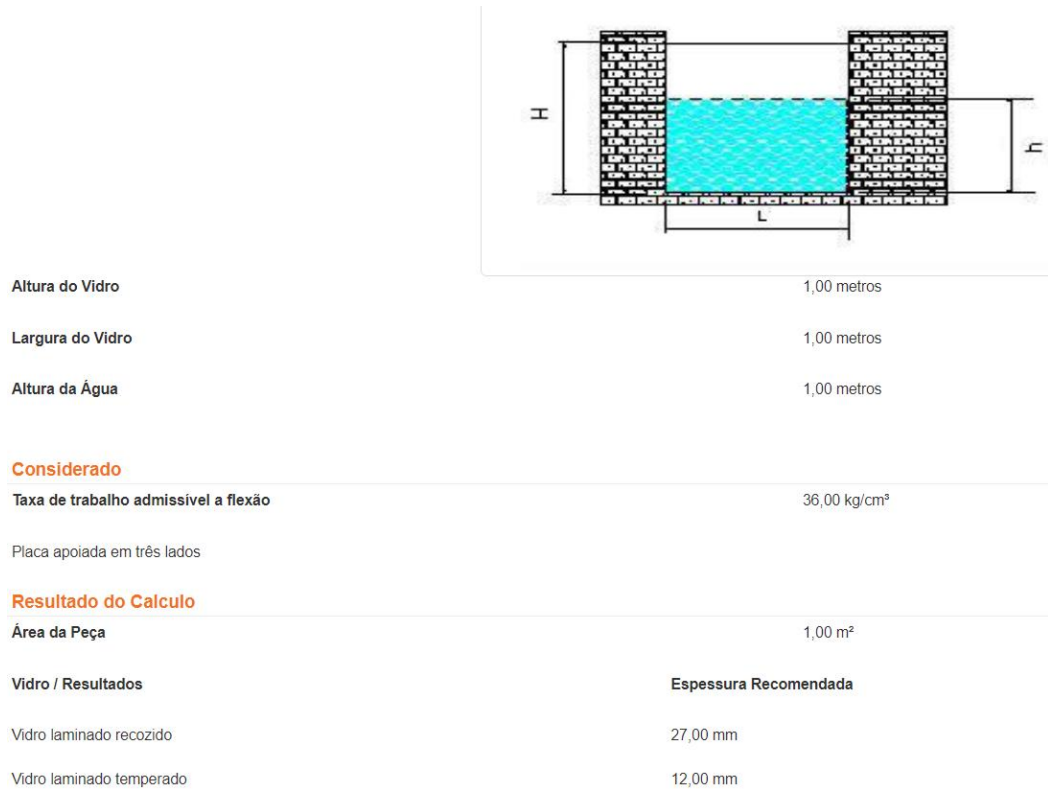 H
h
L
Altura do Vidro 1,00 metros
Largura do Vidro 1,00 metros
Altura da Água 1,00 metros
Considerado
Taxa de trabalho admissível a flexão 36,00 kg/cm³
Placa apoiada em três lados
Resultado do Calculo
Área da Peça 1,00 m²
Vidro / Resultados Espessura Recomendada
Vidro laminado recozido 27,00 mm
Vidro laminado temperado 12,00 mm